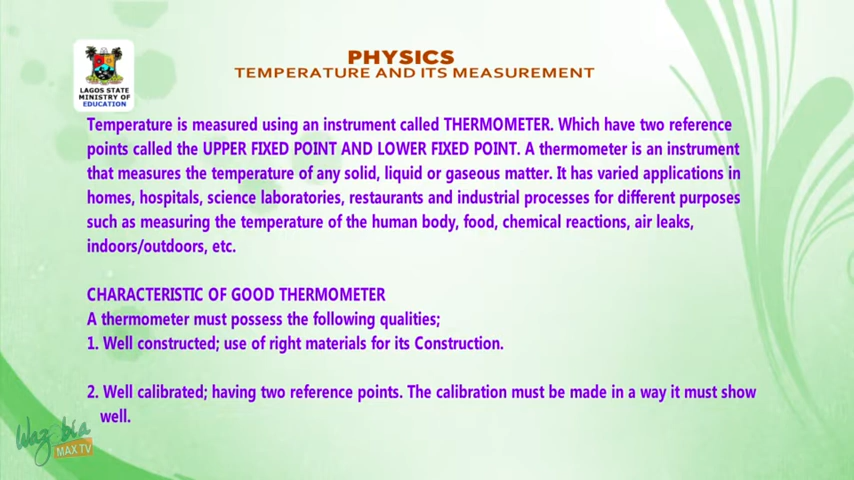 PHYSICS
TEMPERATURE AND ITS MEASUREMENT
LAGOS STATE
MINISTRY OF
EDUCATION
Temperature is measured using an instrument called THERMOMETER. Which have two reference
points called the UPPER FIXED POINT AND LOWER FIXED POINT. A thermometer is an instrument
that measures the temperature of any solid, liquid or gaseous matter. It has varied applications in
homes, hospitals, science laboratories, restaurants and industrial processes for different purposes
such as measuring the temperature of the human body, food, chemical reactions, air leaks,
indoors/outdoors, etc.
CHARACTERISTIC OF GOOD THERMOMETER
A thermometer must possess the following qualities;
1. Well constructed; use of right materials for its Construction.
2. Well calibrated; having two reference points. The calibration must be made in a way it must show
well.
Wazobia
MAX TV